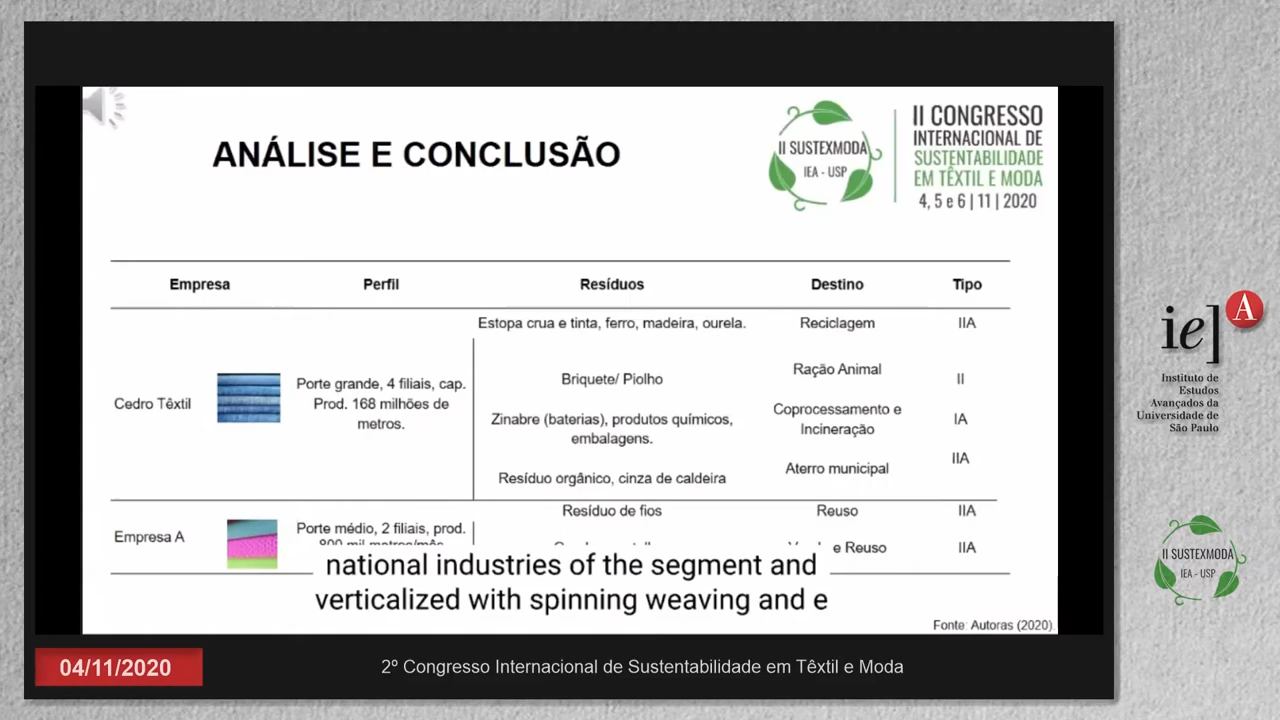 ANÁLISE E CONCLUSÃO
II SUSTEXMODA
IEA - USP
II CONGRESSO
INTERNACIONAL DE
SUSTENTABILIDADE
EM TÊXTIL E MODA
4, 5 e 6 | 11 | 2020
Empresa Perfil Resíduos Destino Tipo
Estopa crua e tinta, ferro, madeira, ourela. Reciclagem IIA
Cedro Têxtil
Porte grande, 4 filiais, cap.
Prod. 168 milhões de
metros.
Briquete/ Piolho Ração Animal II
Zinabre (baterias), produtos químicos,
embalagens.
Coprocessamento e
Incineração
IA
Resíduo orgânico, cinza de caldeira Aterro municipal IIA
Empresa A
Porte médio, 2 filiais, prod.
800 mil metros/mês
Resíduo de fios Reuso IIA
e Reuso IIA
national industries of the segment and
verticalized with spinning weaving and e
Fonte: Autoras (2020).
04/11/2020
2º Congresso Internacional de Sustentabilidade em Têxtil e Moda
ie] A
Instituto de
Estudos
Avançados da
Universidade de
São Paulo
II SUSTEXMODA
IEA - USP